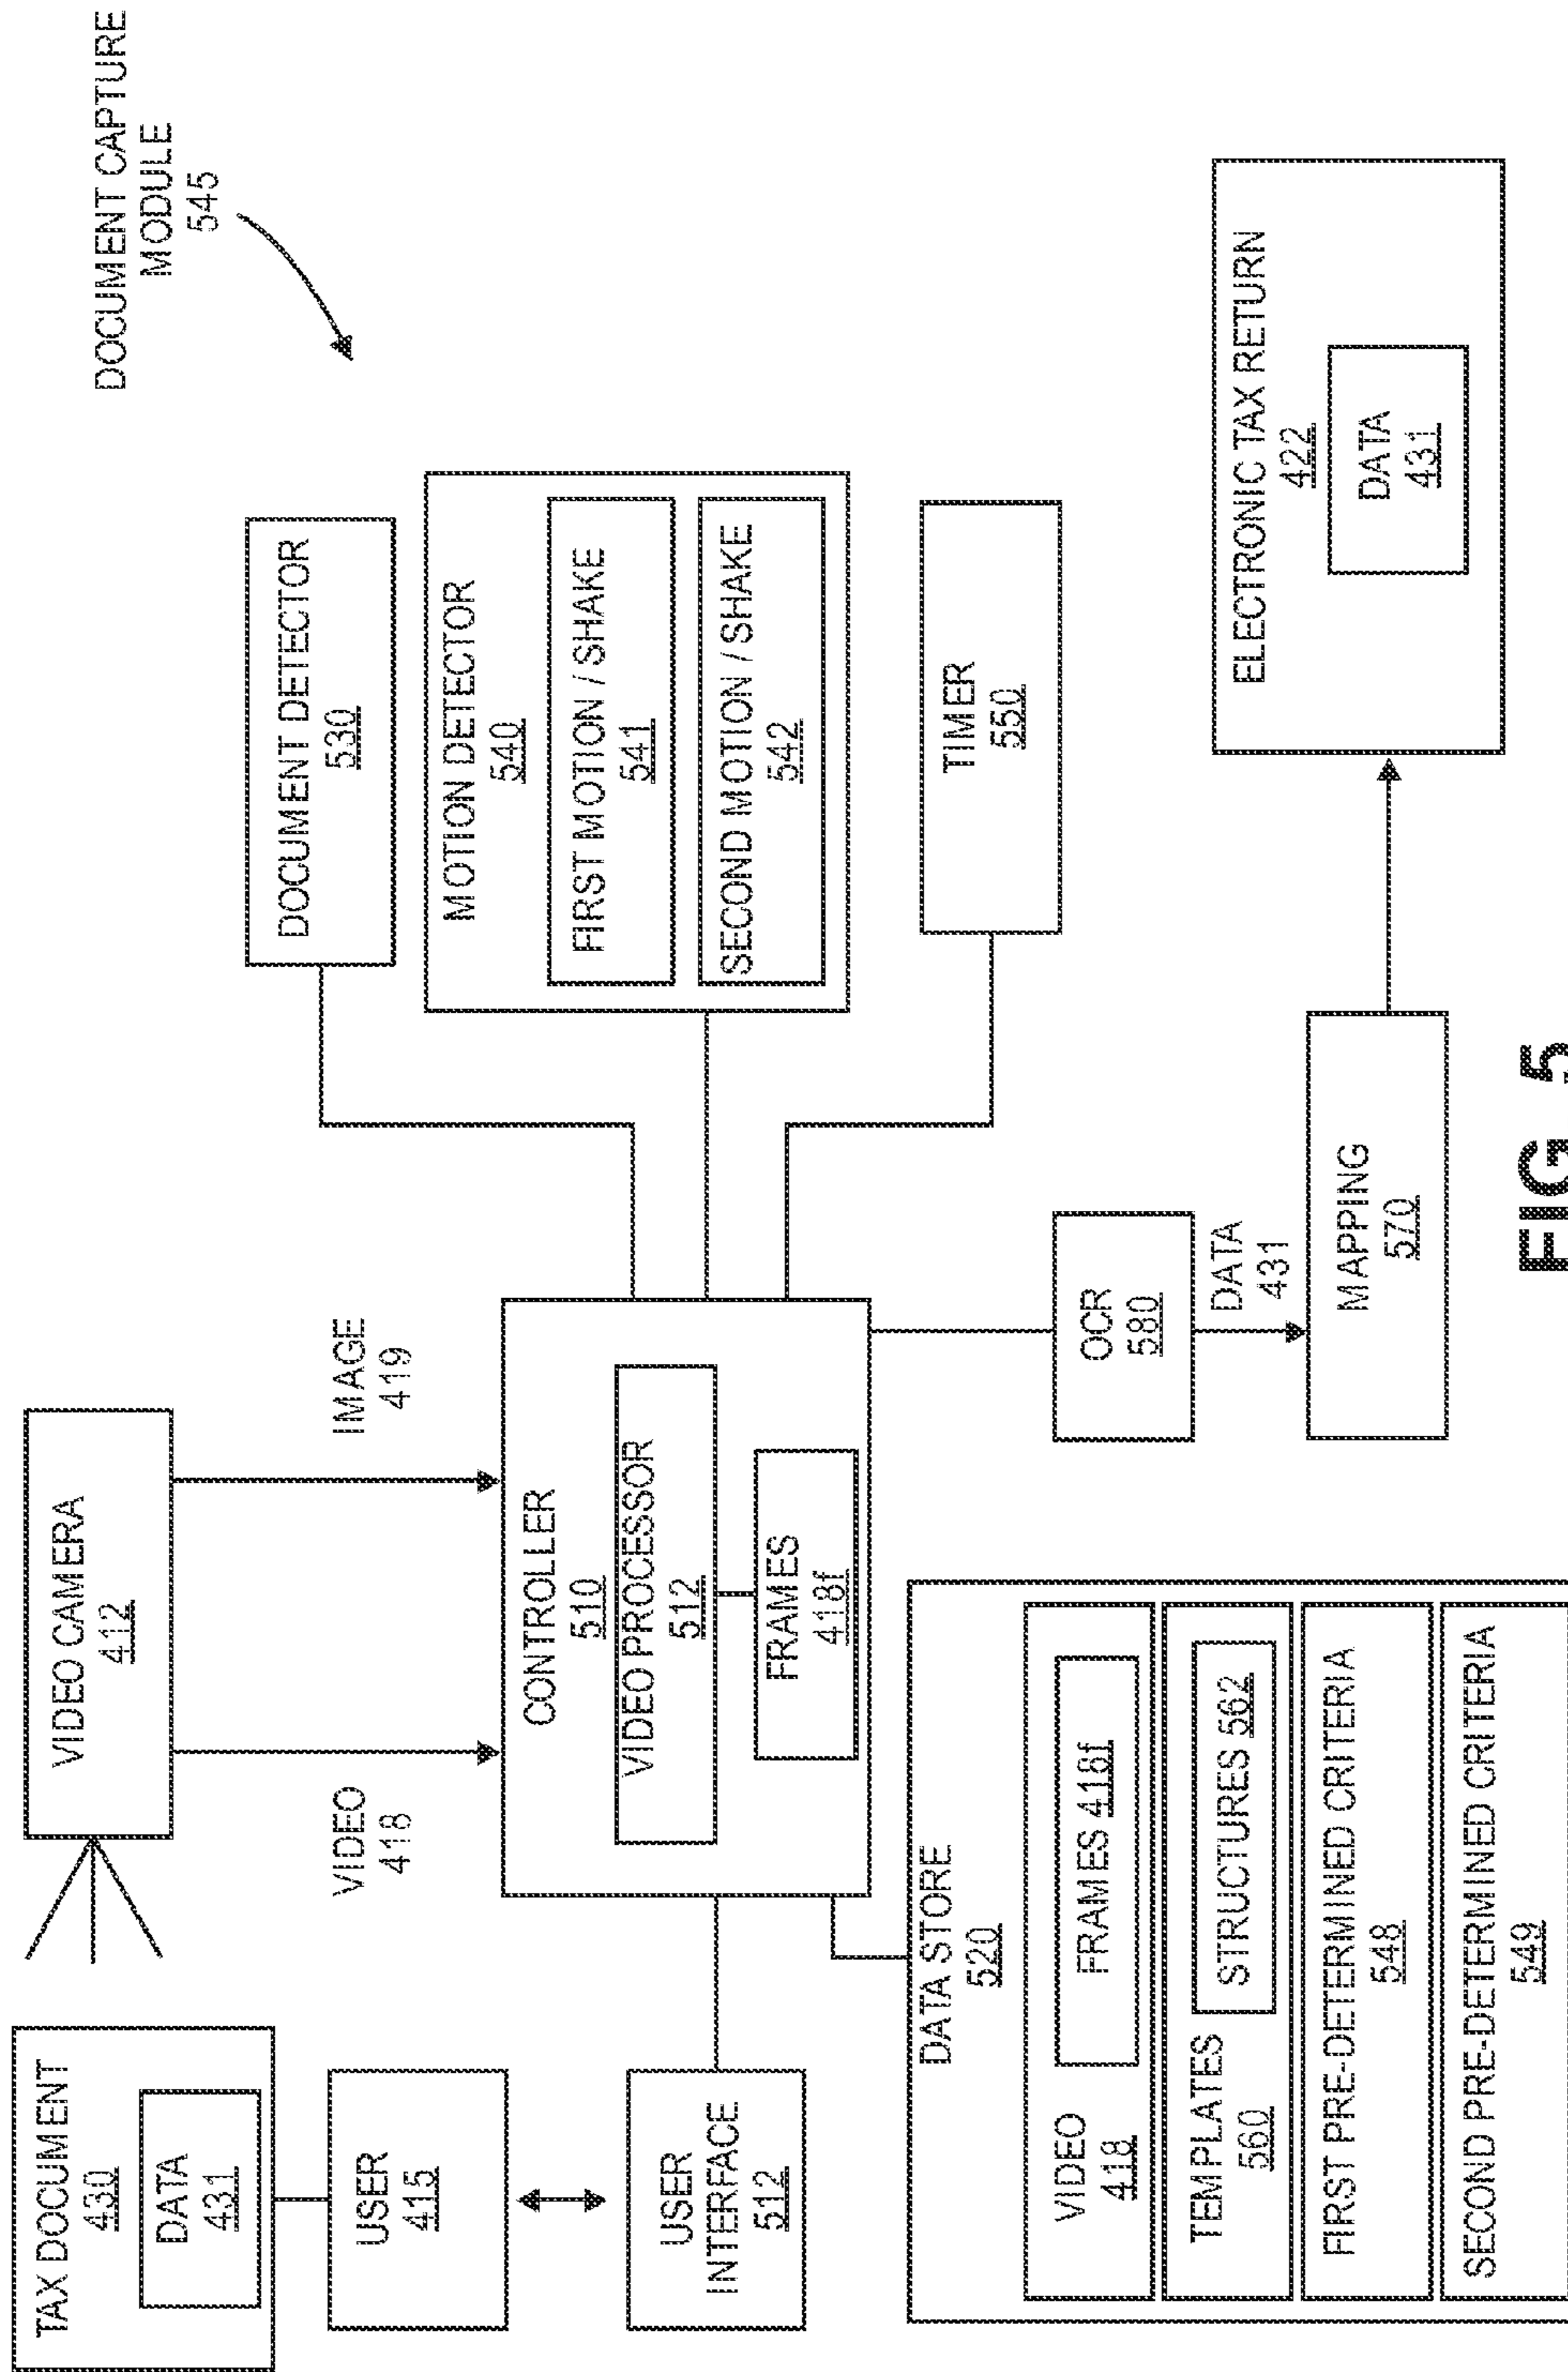 DOCUMENT CAPTURE
MODULE
545
TAX DOCUMENT
430
DATA
431
USER
415
USER
INTERFACE
512
VIDEO CAMERA
412
VIDEO
418
IMAGE
419
CONTROLLER
510
VIDEO PROCESSOR
512
FRAMES
418f
DATA STORE
520
VIDEO
418
FRAMES 418f
TEMPLATES
560
STRUCTURES 562
FIRST PRE-DETERMINED CRITERIA
548
SECOND PRE-DETERMINED CRITERIA
549
DOCUMENT DETECTOR
530
MOTION DETECTOR
540
FIRST MOTION / SHAKE
541
SECOND MOTION / SHAKE
542
TIMER
550
OCR
580
DATA
431
MAPPING
570
ELECTRONIC TAX RETURN
422
DATA
431
FIG 5